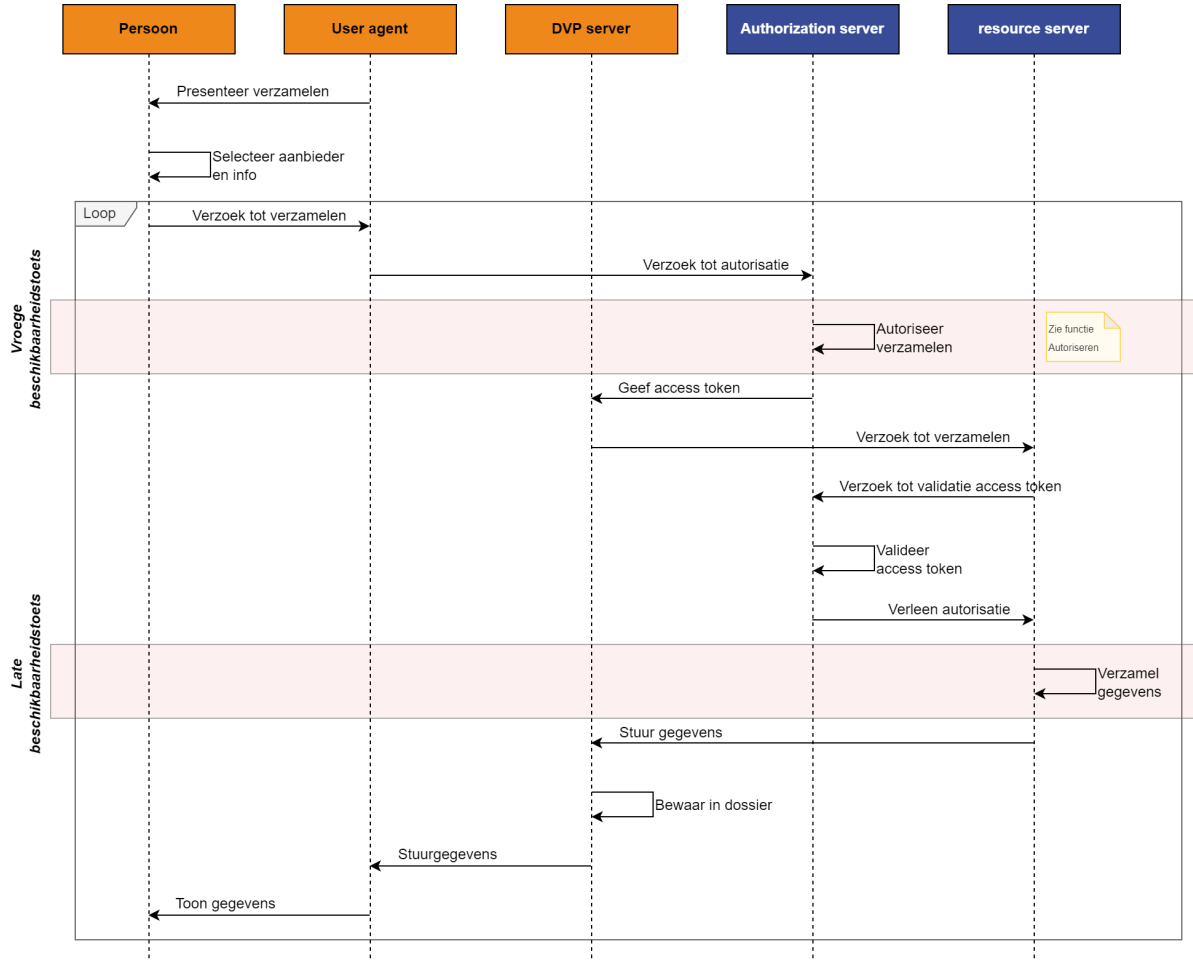 Persoon
User agent
DVP server
Authorization server
resource server
Presenteer verzamelen
Selecteer aanbieder
en info
Loop
Verzoek tot verzamelen
Verzoek tot autorisatie
Vroege
beschikbaarheidstoets
Autoriseer
verzamelen
Zie functie
Autoriseren
Geef access token
Verzoek tot verzamelen
Verzoek tot validatie access token
Valideer
access token
Verleen autorisatie
Late
beschikbaarheidstoets
Verzamel
gegevens
Stuur gegevens
Bewaar in dossier
Stuurgegevens
Toon gegevens